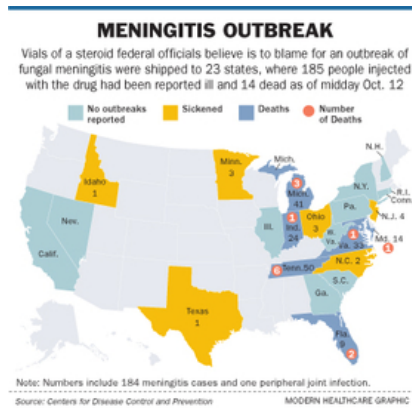 MENINGITIS OUTBREAK
Vials of a steroid federal officials believe is to blame for an outbreak of
fungal meningitis were shipped to 23 states, where 185 people injected
with the drug had been reported ill and 14 dead as of midday Oct. 12
No outbreaks
reported
Sickened
Deaths
Number
of Deaths
N.H.
Mich.
Minn.
3
3
Mich.
41
Idaho
1
N.Y.
R.I.
Conn
Pa.
Nev.
1
Ohio
3
N.J. 4
Ill.
Ind.
24
W.
Va.
1
Va. 33
Md. 14
1
Calif.
6
Tenn.50
N.C. 2
S.C.
Ga.
Texas
1
Fla.
9
2
Note: Numbers include 184 meningitis cases and one peripheral joint infection.
Source: Centers for Disease Control and Prevention
MODERN HEALTHCARE GRAPHIC